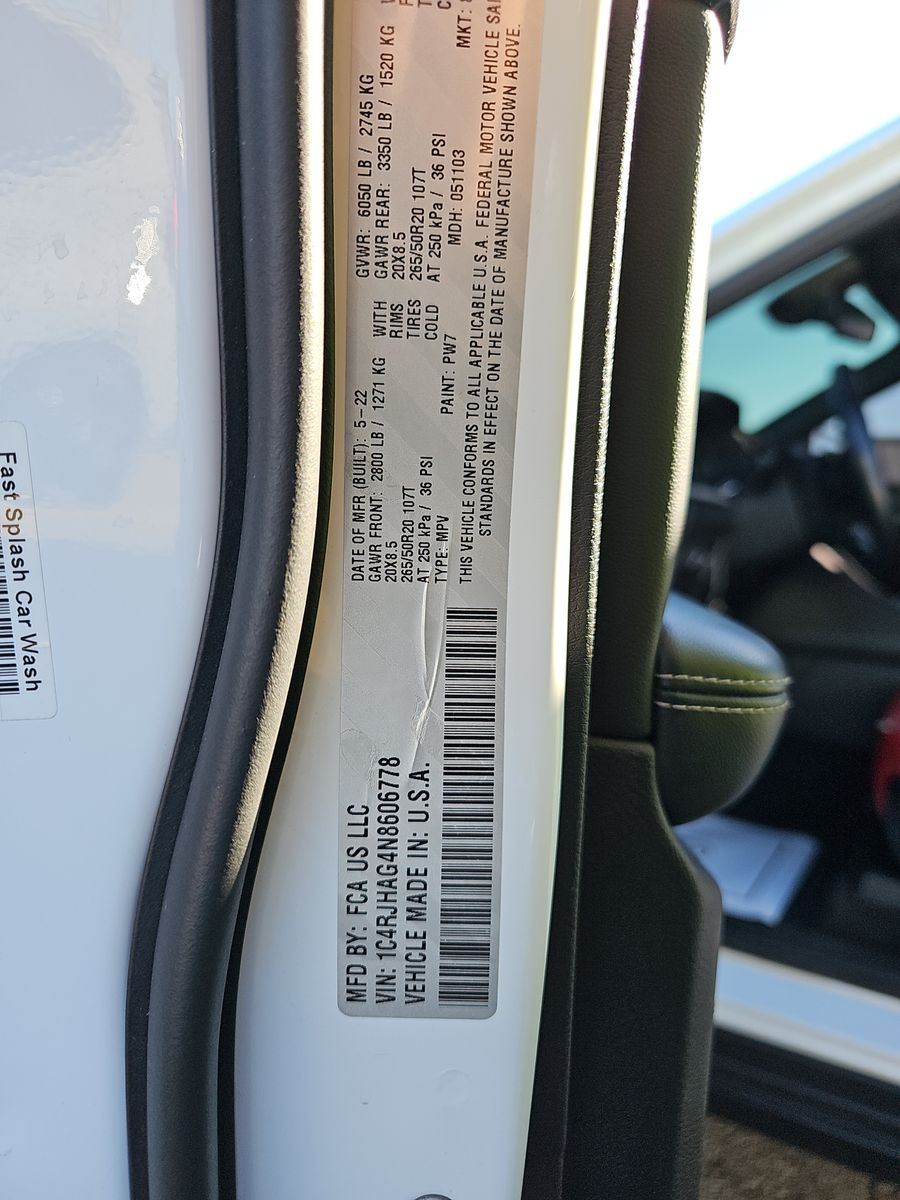 MFD BY: FCA US LLC
VIN: 1C4RJHAG4N8606778
VEHICLE MADE IN: U.S.A.
DATE OF MFR (BUILT): 5-22 GVWR: 6050 LB / 2745 KG
GAWR FRONT: 2800 LB / 1271 KG WITH GAWR REAR: 3350 LB / 1520 KG
20X8.5 RIMS 20X8.5
265/50R20 107T TIRES 265/50R20 107T
AT 250 kPa / 36 PSI COLD AT 250 kPa / 36 PSI
TYPE: MPV PAINT: PW7 MDH: 051103 MKT:
THIS VEHICLE CONFORMS TO ALL APPLICABLE U.S.A. FEDERAL MOTOR VEHICLE
STANDARDS IN EFFECT ON THE DATE OF MANUFACTURE SHOWN ABOVE.
Fast Splash Car Wash